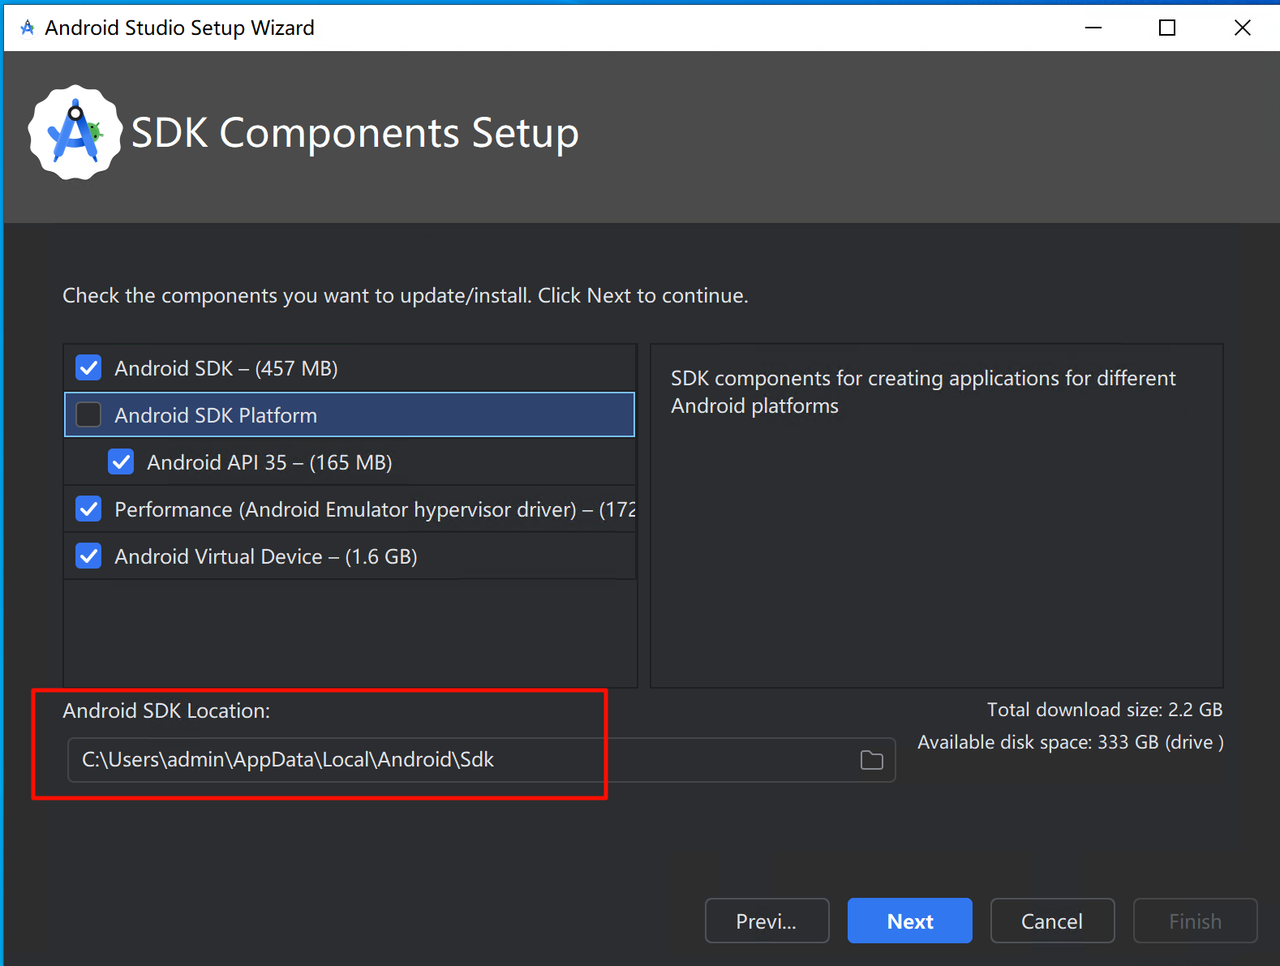 Android Studio Setup Wizard
SDK Components Setup
Check the components you want to update/install. Click Next to continue.
Android SDK – (457 MB)
Android SDK Platform
Android API 35 – (165 MB)
Performance (Android Emulator hypervisor driver) – (172
Android Virtual Device – (1.6 GB)
SDK components for creating applications for different
Android platforms
Android SDK Location:
C:\Users\admin\AppData\Local\Android\Sdk
Total download size: 2.2 GB
Available disk space: 333 GB (drive )
Previ...
Next
Cancel
Finish